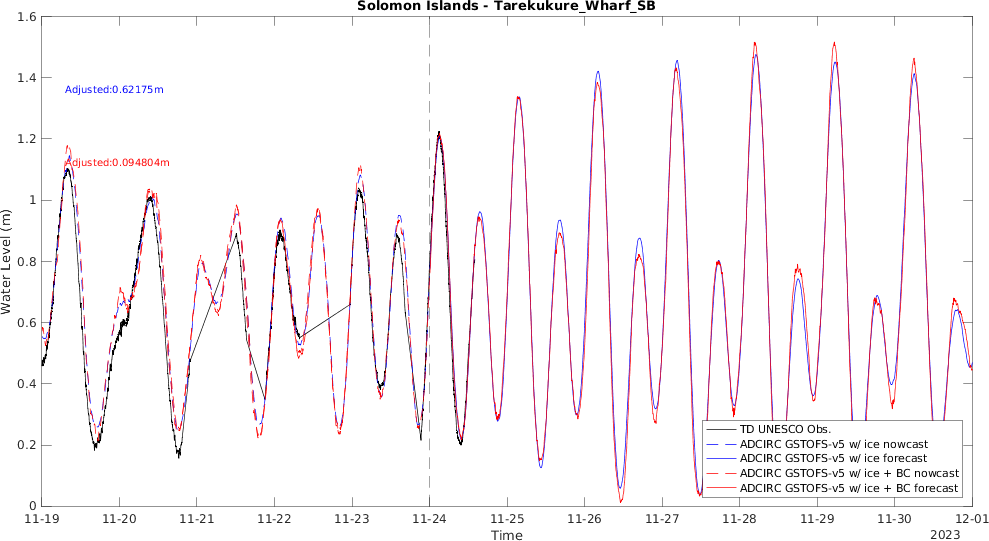 Solomon Islands - Tarekukure_Wharf_SB
1.6
1.4
1.2
1
0.8
0.6
0.4
0.2
0
Water Level (m)
Adjusted:0.62175m
Adjusted:0.094804m
TD UNESCO Obs.
ADCIRC GSTOFS-v5 w/ ice nowcast
ADCIRC GSTOFS-v5 w/ ice forecast
ADCIRC GSTOFS-v5 w/ ice + BC nowcast
ADCIRC GSTOFS-v5 w/ ice + BC forecast
11-19 11-20 11-21 11-22 11-23 11-24 11-25 11-26 11-27 11-28 11-29 11-30 12-01
Time
2023